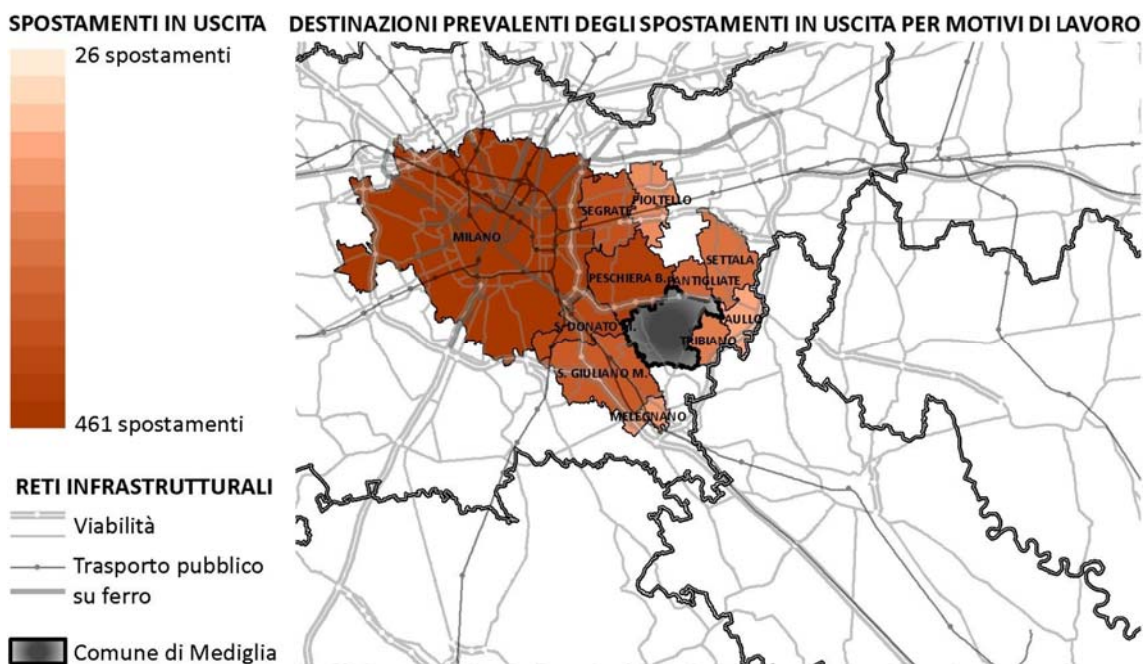 SPOSTAMENTI IN USCITA
DESTINAZIONI PREVALENTI DEGLI SPOSTAMENTI IN USCITA PER MOTIVI DI LAVORO
26 spostamenti
461 spostamenti
SEGRATE
PIOLTELLO
MILANO
SETTALA
PESCHIERA B.
PANTIGLIATE
PAULLO
S. DONATO M.
TRIBIANO
S. GIULIANO M.
MELEGNANO
RETI INFRASTRUTTURALI
Viabilità
Trasporto pubblico
su ferro
Comune di Mediglia